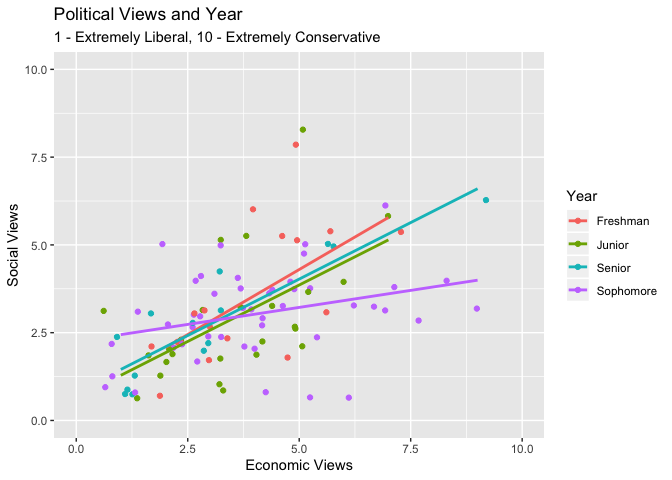 Political Views and Year
1 - Extremely Liberal, 10 - Extremely Conservative
10.0
7.5
5.0
2.5
0.0
Social Views
0.0 2.5 5.0 7.5 10.0
Economic Views
Year
Freshman
Junior
Senior
Sophomore